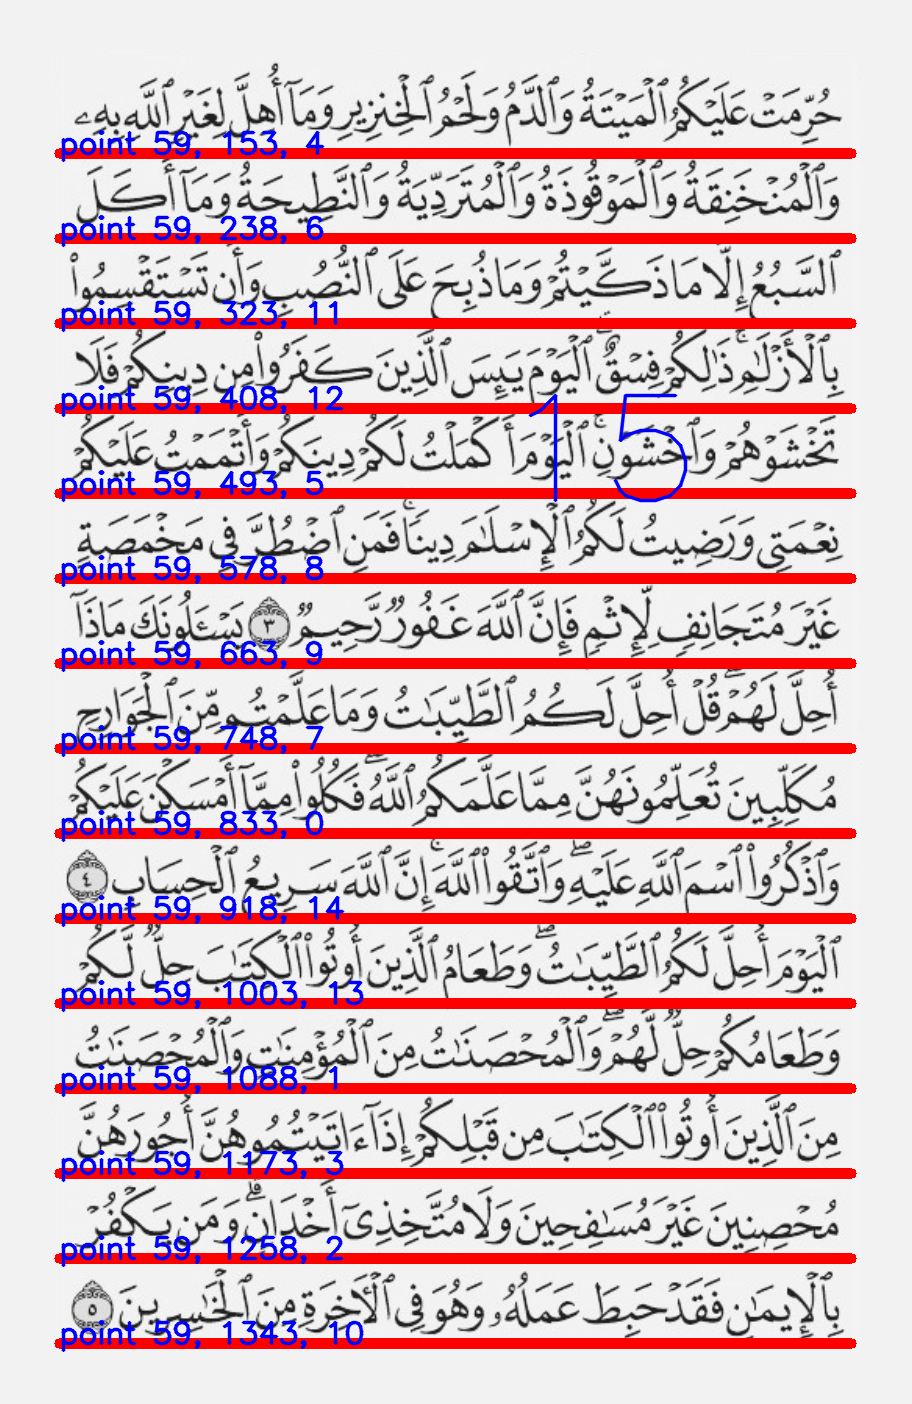 حُرِّمَتْ عَلَيْكُمُ ٱلْمَيْتَةُ وَٱلدَّمُ وَلَحْمُ ٱلْخِنزِيرِ وَمَآ أُهِلَّ لِغَيْرِ ٱللَّهِ بِهِۦ
point 59, 153, 4
وَٱلْمُنْخَنِقَةُ وَٱلْمَوْقُوذَةُ وَٱلْمُتَرَدِّيَةُ وَٱلنَّطِيحَةُ وَمَآ أَكَلَ
point 59, 238, 6
ٱلسَّبُعُ إِلَّا مَا ذَكَّيْتُمْ وَمَا ذُبِحَ عَلَى ٱلنُّصُبِ وَأَن تَسْتَقْسِمُوا۟
point 59, 323, 11
بِٱلْأَزْلَٰمِ ۚ ذَٰلِكُمْ فِسْقٌ ۗ ٱلْيَوْمَ يَئِسَ ٱلَّذِينَ كَفَرُوا۟ مِن دِينِكُمْ فَلَا
point 59, 408, 12
15
تَخْشَوْهُمْ وَٱخْشَوْنِ ۚ ٱلْيَوْمَ أَكْمَلْتُ لَكُمْ دِينَكُمْ وَأَتْمَمْتُ عَلَيْكُمْ
point 59, 493, 5
نِعْمَتِى وَرَضِيتُ لَكُمُ ٱلْإِسْلَٰمَ دِينًا ۚ فَمَنِ ٱضْطُرَّ فِى مَخْمَصَةٍ
point 59, 578, 8
غَيْرَ مُتَجَانِفٍ لِّإِثْمٍ فَإِنَّ ٱللَّهَ غَفُورٌ رَّحِيمٌ ٣ يَسْـَٔلُونَكَ مَاذَآ
point 59, 663, 9
أُحِلَّ لَهُمْ ۖ قُلْ أُحِلَّ لَكُمُ ٱلطَّيِّبَٰتُ وَمَا عَلَّمْتُم مِّنَ ٱلْجَوَارِحِ
point 59, 748, 7
مُكَلِّبِينَ تُعَلِّمُونَهُنَّ مِمَّا عَلَّمَكُمُ ٱللَّهُ ۖ فَكُلُوا۟ مِمَّآ أَمْسَكْنَ عَلَيْكُمْ
point 59, 833, 0
وَٱذْكُرُوا۟ ٱسْمَ ٱللَّهِ عَلَيْهِ ۖ وَٱتَّقُوا۟ ٱللَّهَ ۚ إِنَّ ٱللَّهَ سَرِيعُ ٱلْحِسَابِ ٤
point 59, 918, 14
ٱلْيَوْمَ أُحِلَّ لَكُمُ ٱلطَّيِّبَٰتُ ۖ وَطَعَامُ ٱلَّذِينَ أُوتُوا۟ ٱلْكِتَٰبَ حِلٌّ لَّكُمْ
point 59, 1003, 13
وَطَعَامُكُمْ حِلٌّ لَّهُمْ ۖ وَٱلْمُحْصَنَٰتُ مِنَ ٱلْمُؤْمِنَٰتِ وَٱلْمُحْصَنَٰتُ
point 59, 1088, 1
مِنَ ٱلَّذِينَ أُوتُوا۟ ٱلْكِتَٰبَ مِن قَبْلِكُمْ إِذَآ ءَاتَيْتُمُوهُنَّ أُجُورَهُنَّ
point 59, 1173, 3
مُحْصِنِينَ غَيْرَ مُسَٰفِحِينَ وَلَا مُتَّخِذِىٓ أَخْدَانٍ ۗ وَمَن يَكْفُرْ
point 59, 1258, 2
بِٱلْإِيمَٰنِ فَقَدْ حَبِطَ عَمَلُهُۥ وَهُوَ فِى ٱلْـَٔاخِرَةِ مِنَ ٱلْخَٰسِرِينَ ٥
point 59, 1343, 10